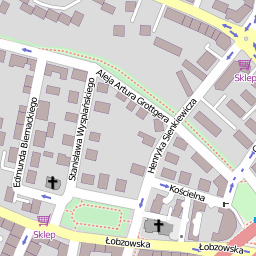 Sklep
Aleja Artura Grottgera
Edmunda Biernackiego
Stanisława Wyspiańskiego
Henryka Sienkiewicza
Kościelna
Sklep
Łobzowska
Łobzowska